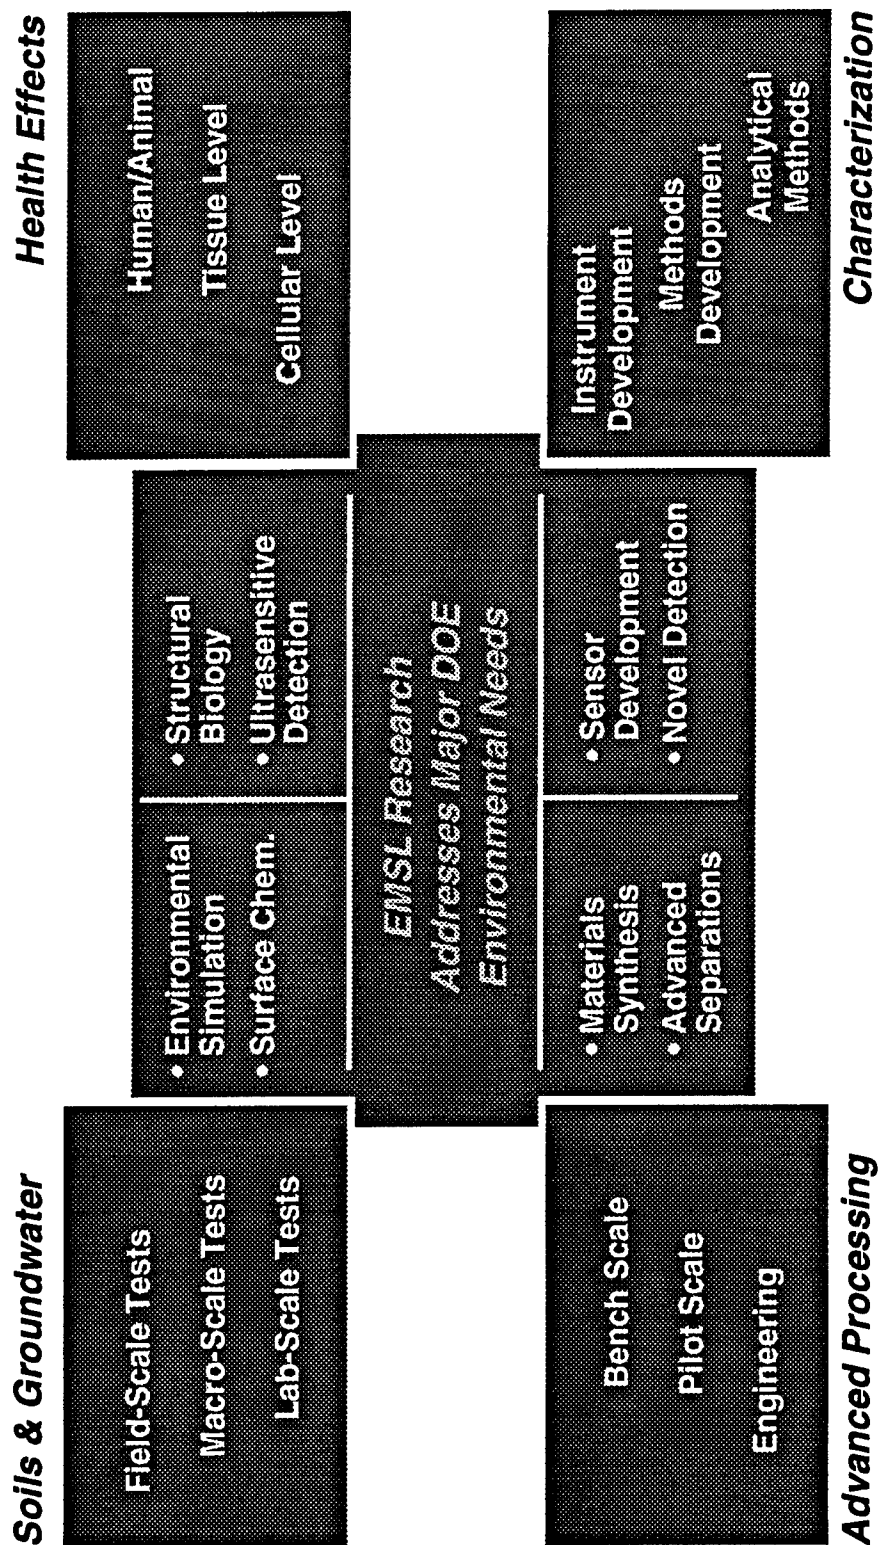 Soils & Groundwater
Health Effects
Field-Scale Tests
Macro-Scale Tests
Lab-Scale Tests
• Environmental
Simulation
• Surface Chem.
• Structural
Biology
• Ultrasensitive
Detection
Human/Animal
Tissue Level
Cellular Level
EMSL Research
Addresses Major DOE
Environmental Needs
Bench Scale
Pilot Scale
Engineering
• Materials
Synthesis
• Advanced
Separations
• Sensor
Development
• Novel Detection
Instrument
Development
Methods
Development
Analytical
Methods
Advanced Processing
Characterization